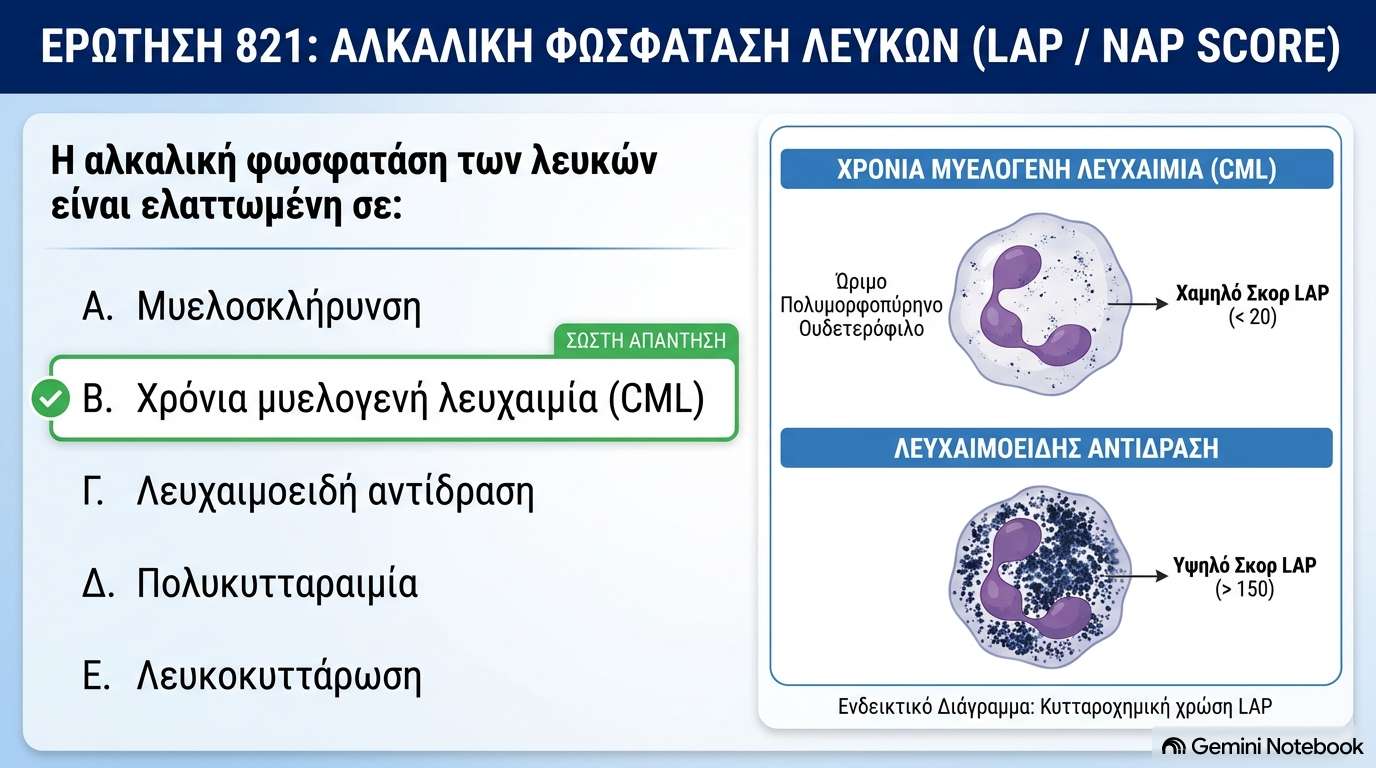 ΕΡΩΤΗΣΗ 821: ΑΛΚΑΛΙΚΗ ΦΩΣΦΑΤΑΣΗ ΛΕΥΚΩΝ (LAP / NAP SCORE)
Η αλκαλική φωσφατάση των λευκών
είναι ελαττωμένη σε:
Α. Μυελοσκλήρυνση
ΣΩΣΤΗ ΑΠΑΝΤΗΣΗ
Β. Χρόνια μυελογενή λευχαιμία (CML)
Γ. Λευχαιμοειδή αντίδραση
Δ. Πολυκυτταραιμία
Ε. Λευκοκυττάρωση
ΧΡΟΝΙΑ ΜΥΕΛΟΓΕΝΗ ΛΕΥΧΑΙΜΙΑ (CML)
Ώριμο
Πολυμορφοπύρηνο
Ουδετερόφιλο
Χαμηλό Σκορ LAP
(< 20)
ΛΕΥΧΑΙΜΟΕΙΔΗΣ ΑΝΤΙΔΡΑΣΗ
Υψηλό Σκορ LAP
(> 150)
Ενδεικτικό Διάγραμμα: Κυτταροχημική χρώση LAP
Gemini Notebook